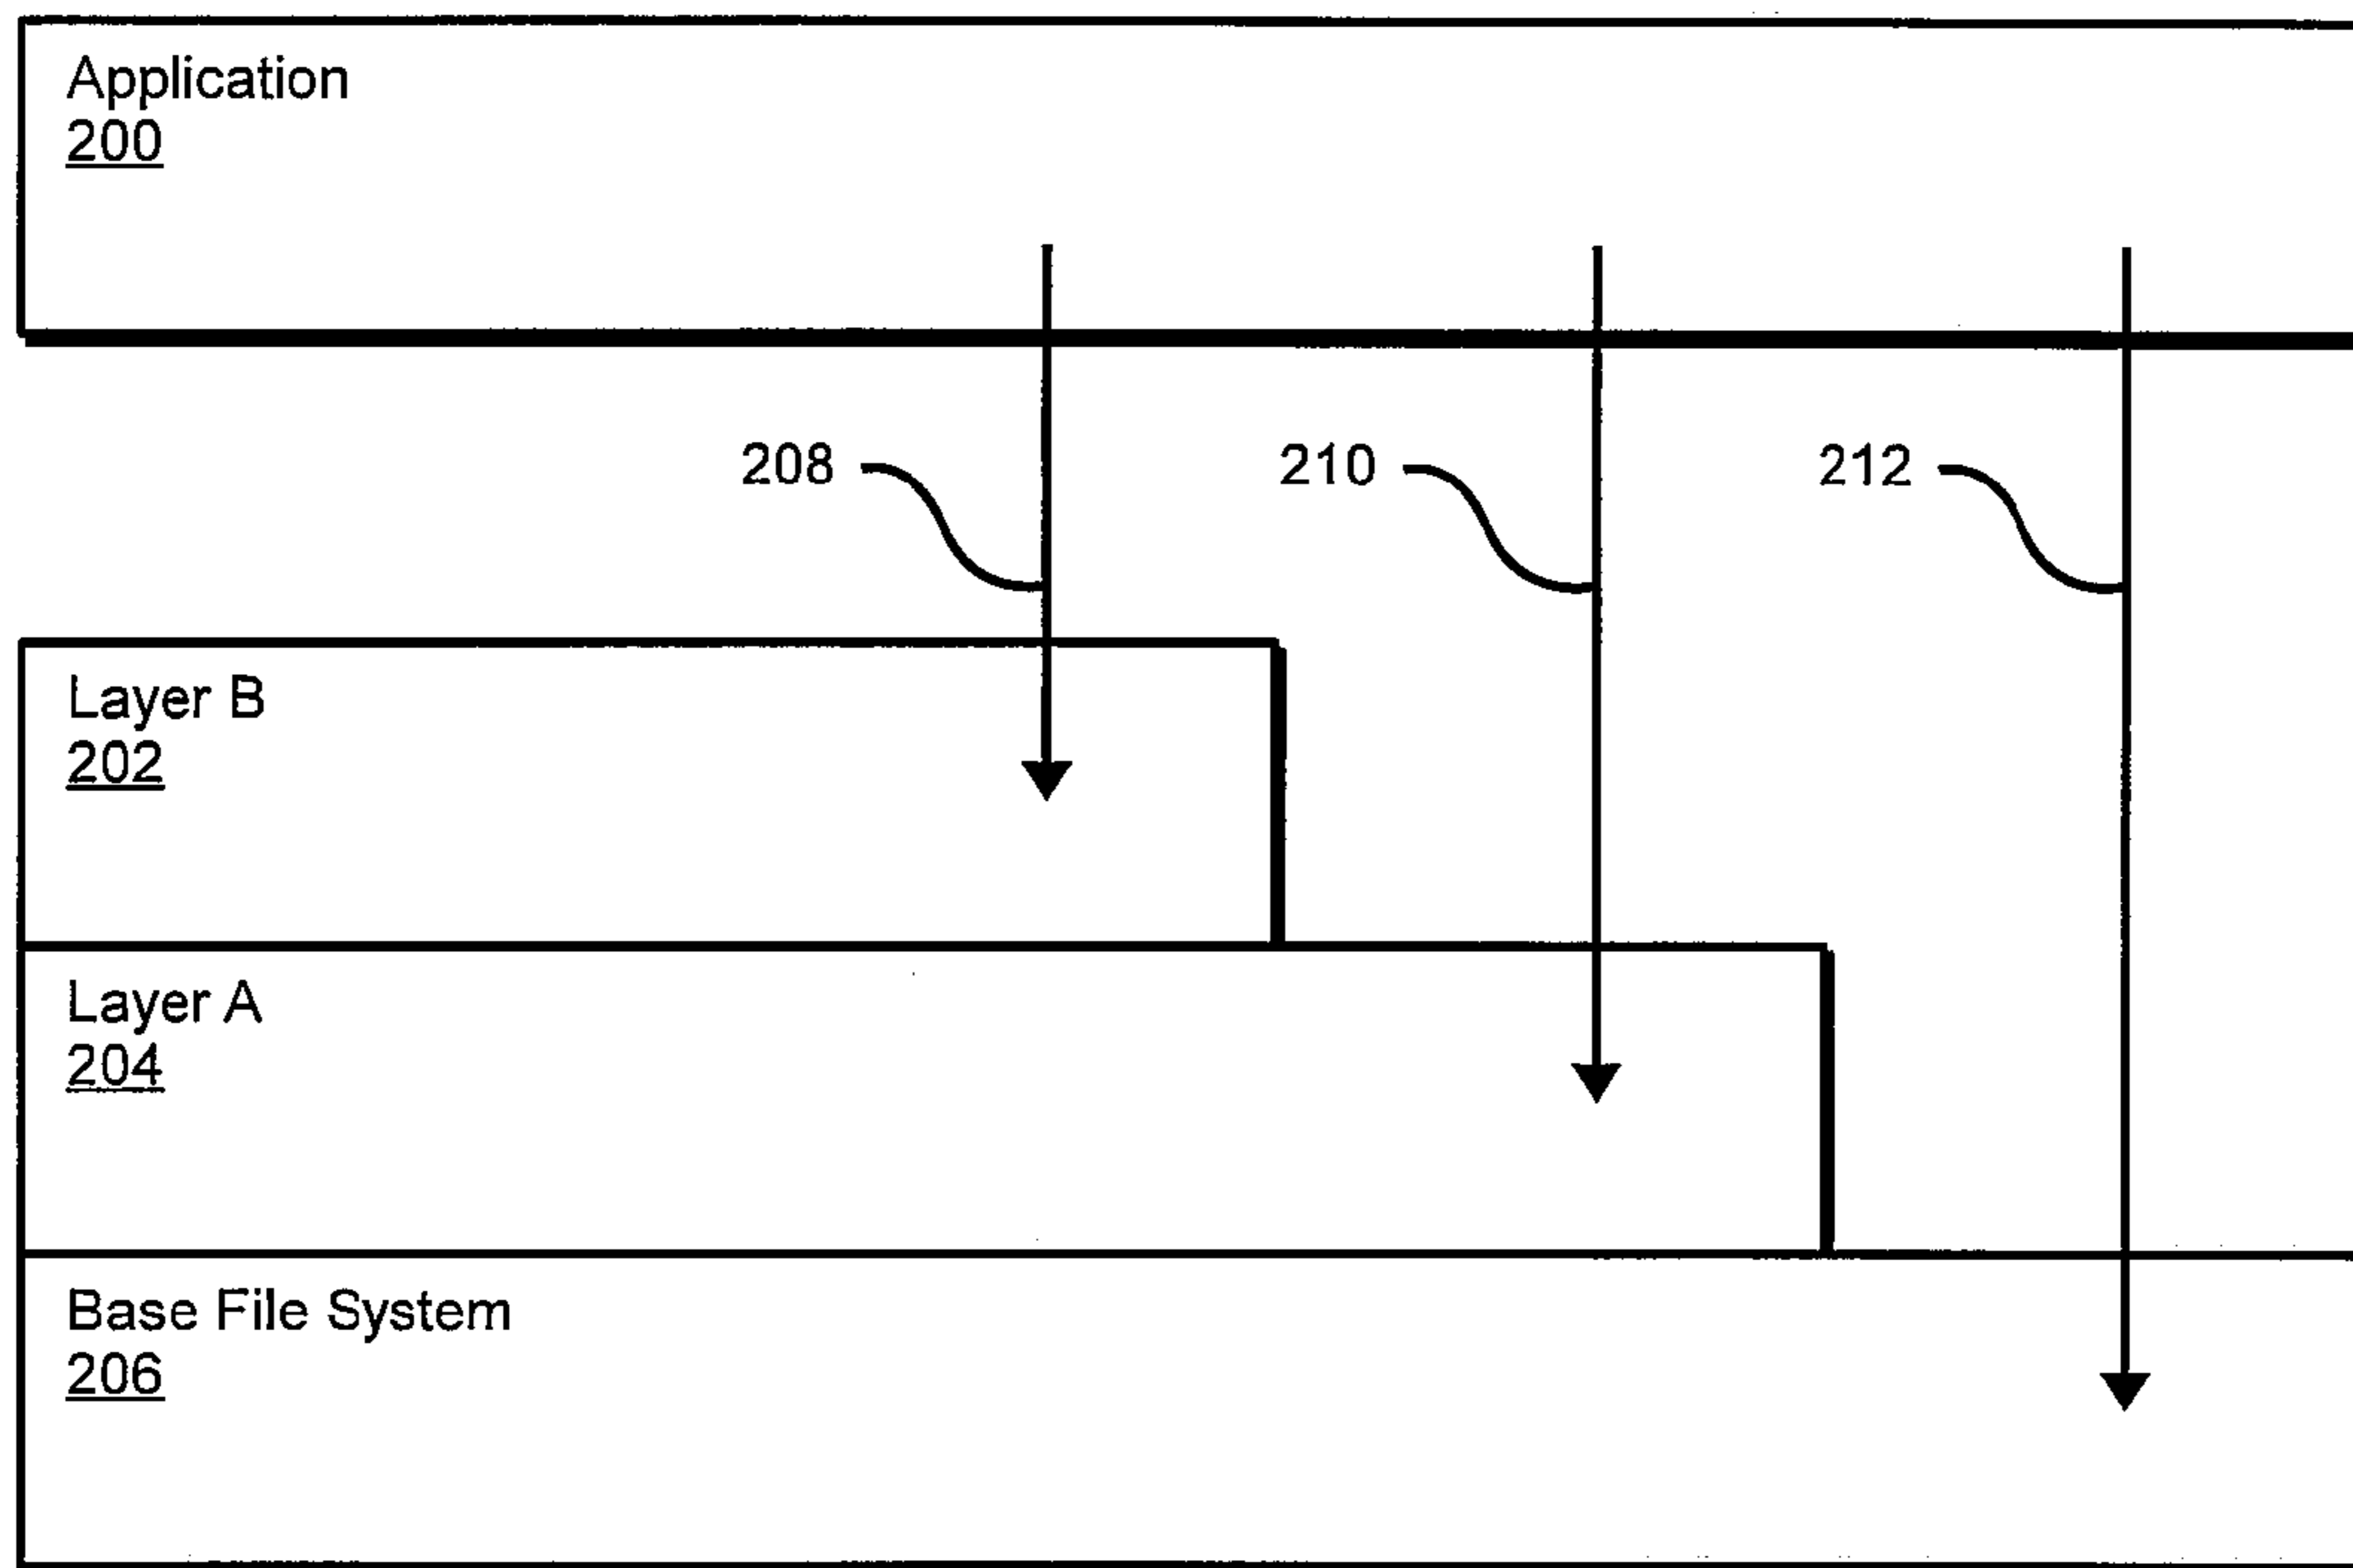 Application
200
208
210
212
Layer B
202
Layer A
204
Base File System
206